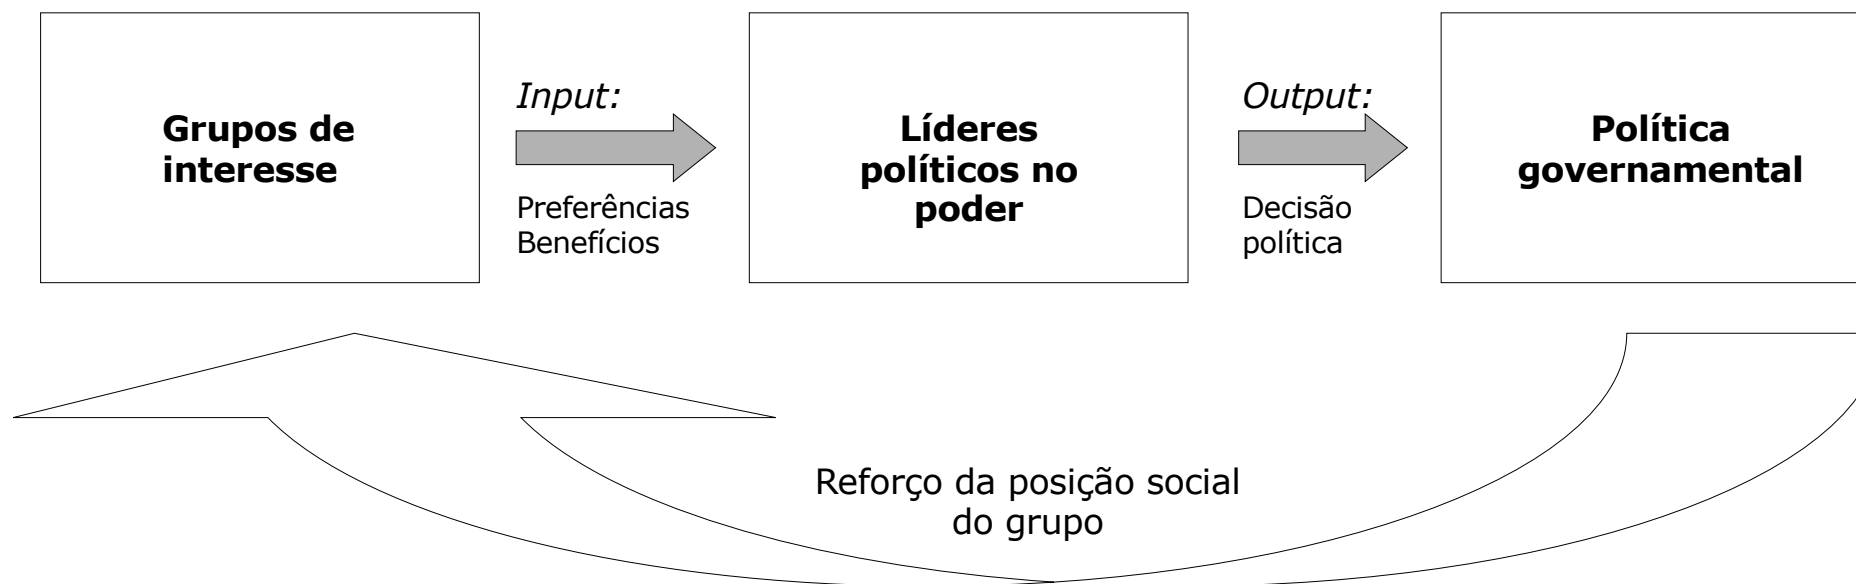 Grupos de
interesse
Input:
Preferências
Benefícios
Líderes
políticos no
poder
Output:
Decisão
política
Política
governamental
Reforço da posição social
do grupo